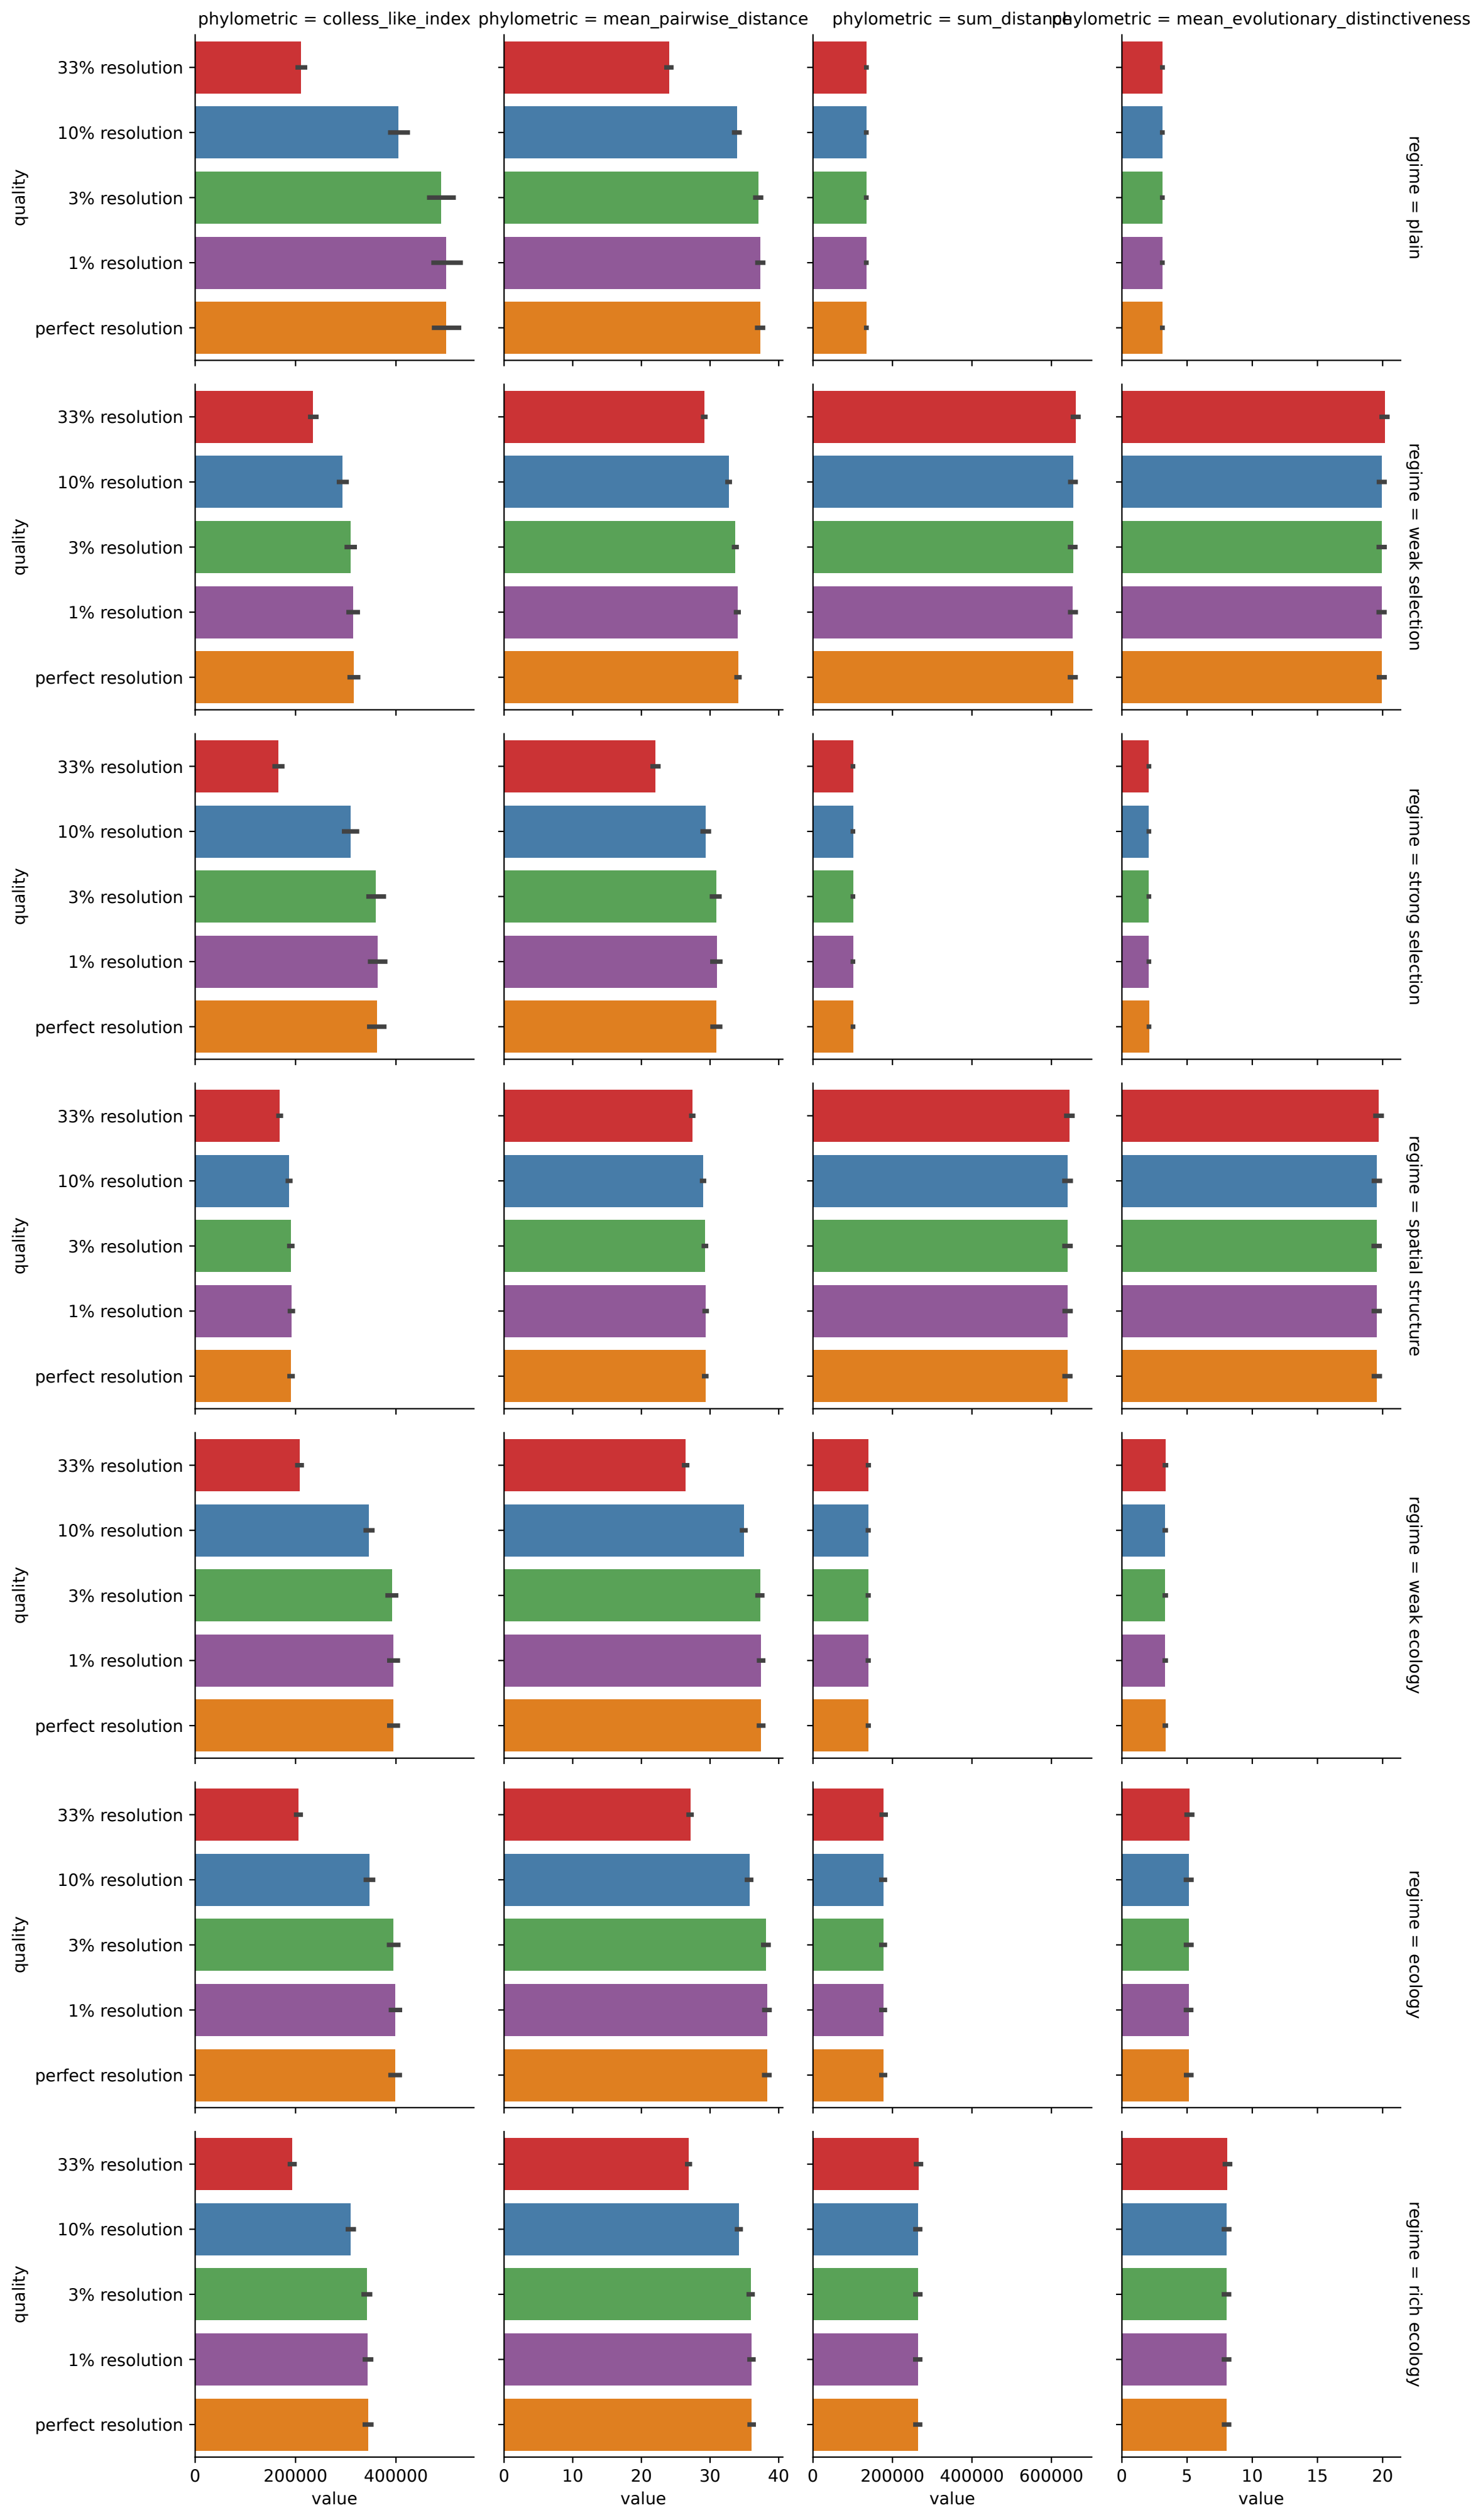 phylometric = colless_like_index phylometric = mean_pairwise_distance phylometric = sum_distance phylometric = mean_evolutionary_distinctiveness
33% resolution
10% resolution
3% resolution
1% resolution
perfect resolution
quality
regime = plain
33% resolution
10% resolution
3% resolution
1% resolution
perfect resolution
quality
regime = weak selection
33% resolution
10% resolution
3% resolution
1% resolution
perfect resolution
quality
regime = strong selection
33% resolution
10% resolution
3% resolution
1% resolution
perfect resolution
quality
regime = spatial structure
33% resolution
10% resolution
3% resolution
1% resolution
perfect resolution
quality
regime = weak ecology
33% resolution
10% resolution
3% resolution
1% resolution
perfect resolution
quality
regime = ecology
33% resolution
10% resolution
3% resolution
1% resolution
perfect resolution
quality
regime = rich ecology
0 200000 400000 0 10 20 30 40 0 200000 400000 600000 0 5 10 15 20
value value value value